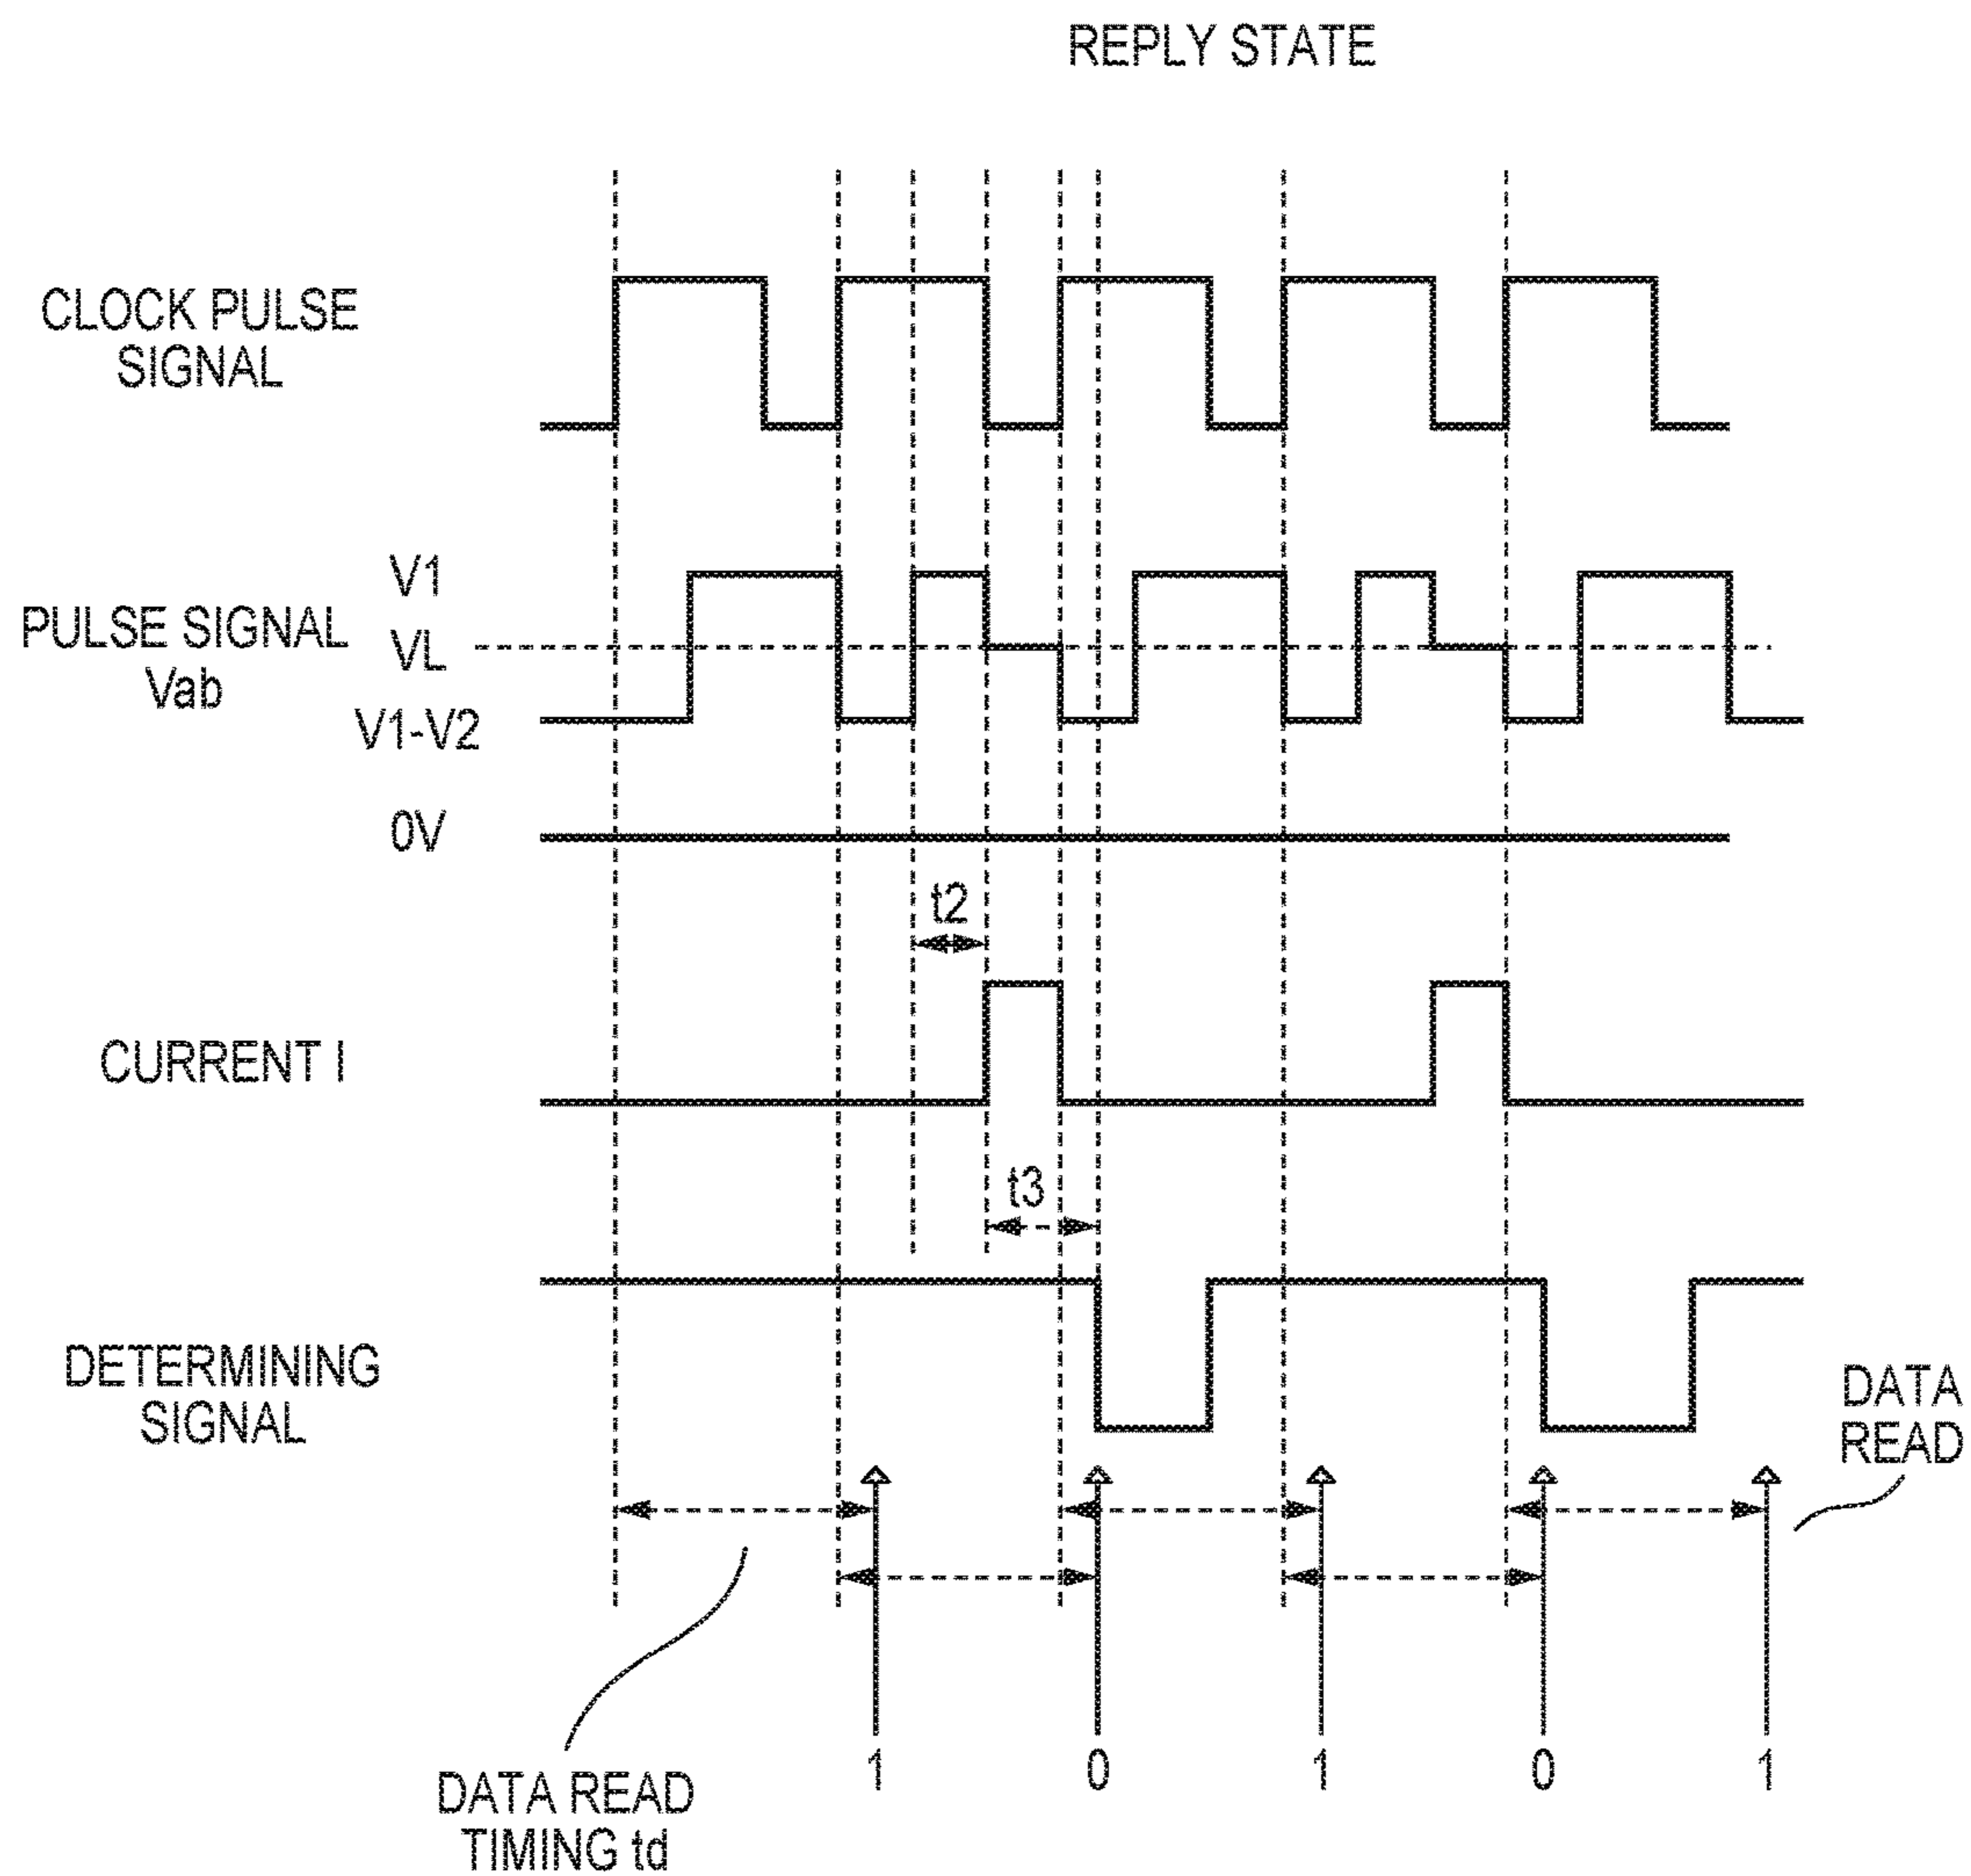 REPLY STATE
CLOCK PULSE
SIGNAL
V1
PULSE SIGNAL
VL
Vab
V1-V2
0V
t2
CURRENT I
t3
DETERMINING
SIGNAL
DATA
READ
1 0 1 0 1
DATA READ
TIMING td